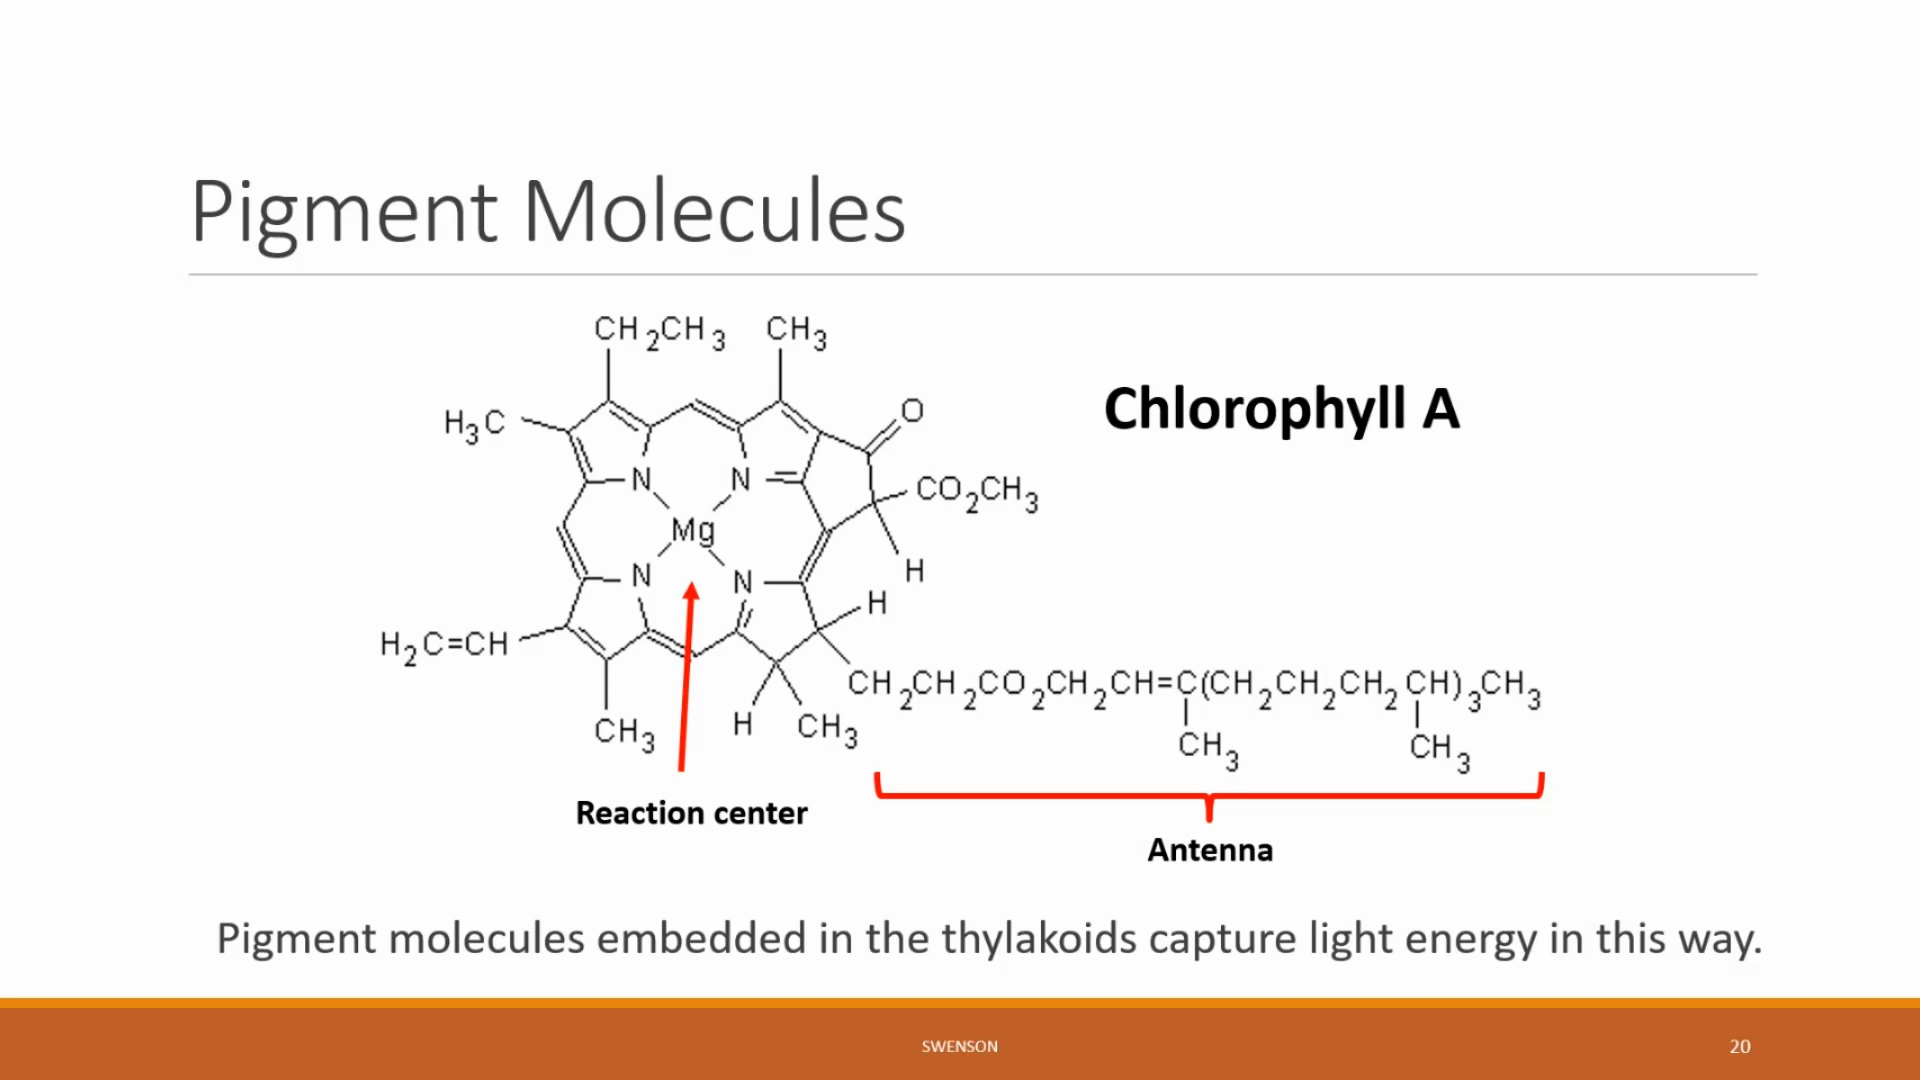 Pigment Molecules
CH2CH3 CH3
O
H3C
Chlorophyll A
N N
CO2CH3
Mg
H
N N
H
H2C=CH
CH2CH2CO2CH2CH=C(CH2CH2CH2CH)3CH3
CH3 H CH3
CH3 CH3
Reaction center
Antenna
Pigment molecules embedded in the thylakoids capture light energy in this way.
SWENSON 20